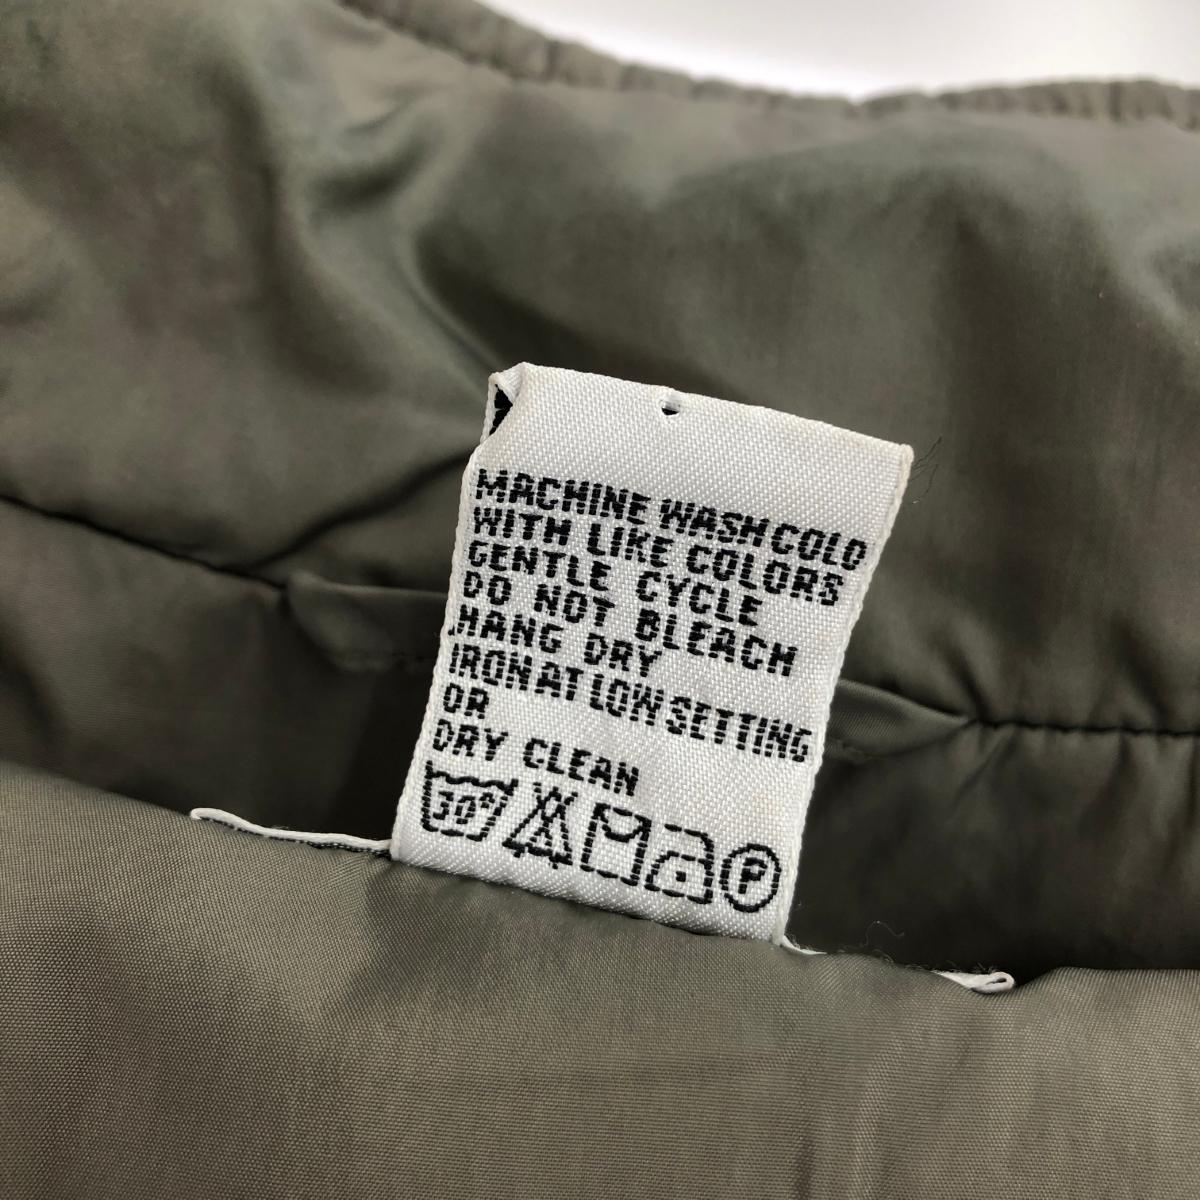 MACHINE WASH COLD
WITH LIKE COLORS
GENTLE CYCLE
DO NOT BLEACH
HANG DRY
IRON AT LOW SETTING
OR
DRY CLEAN
30° P